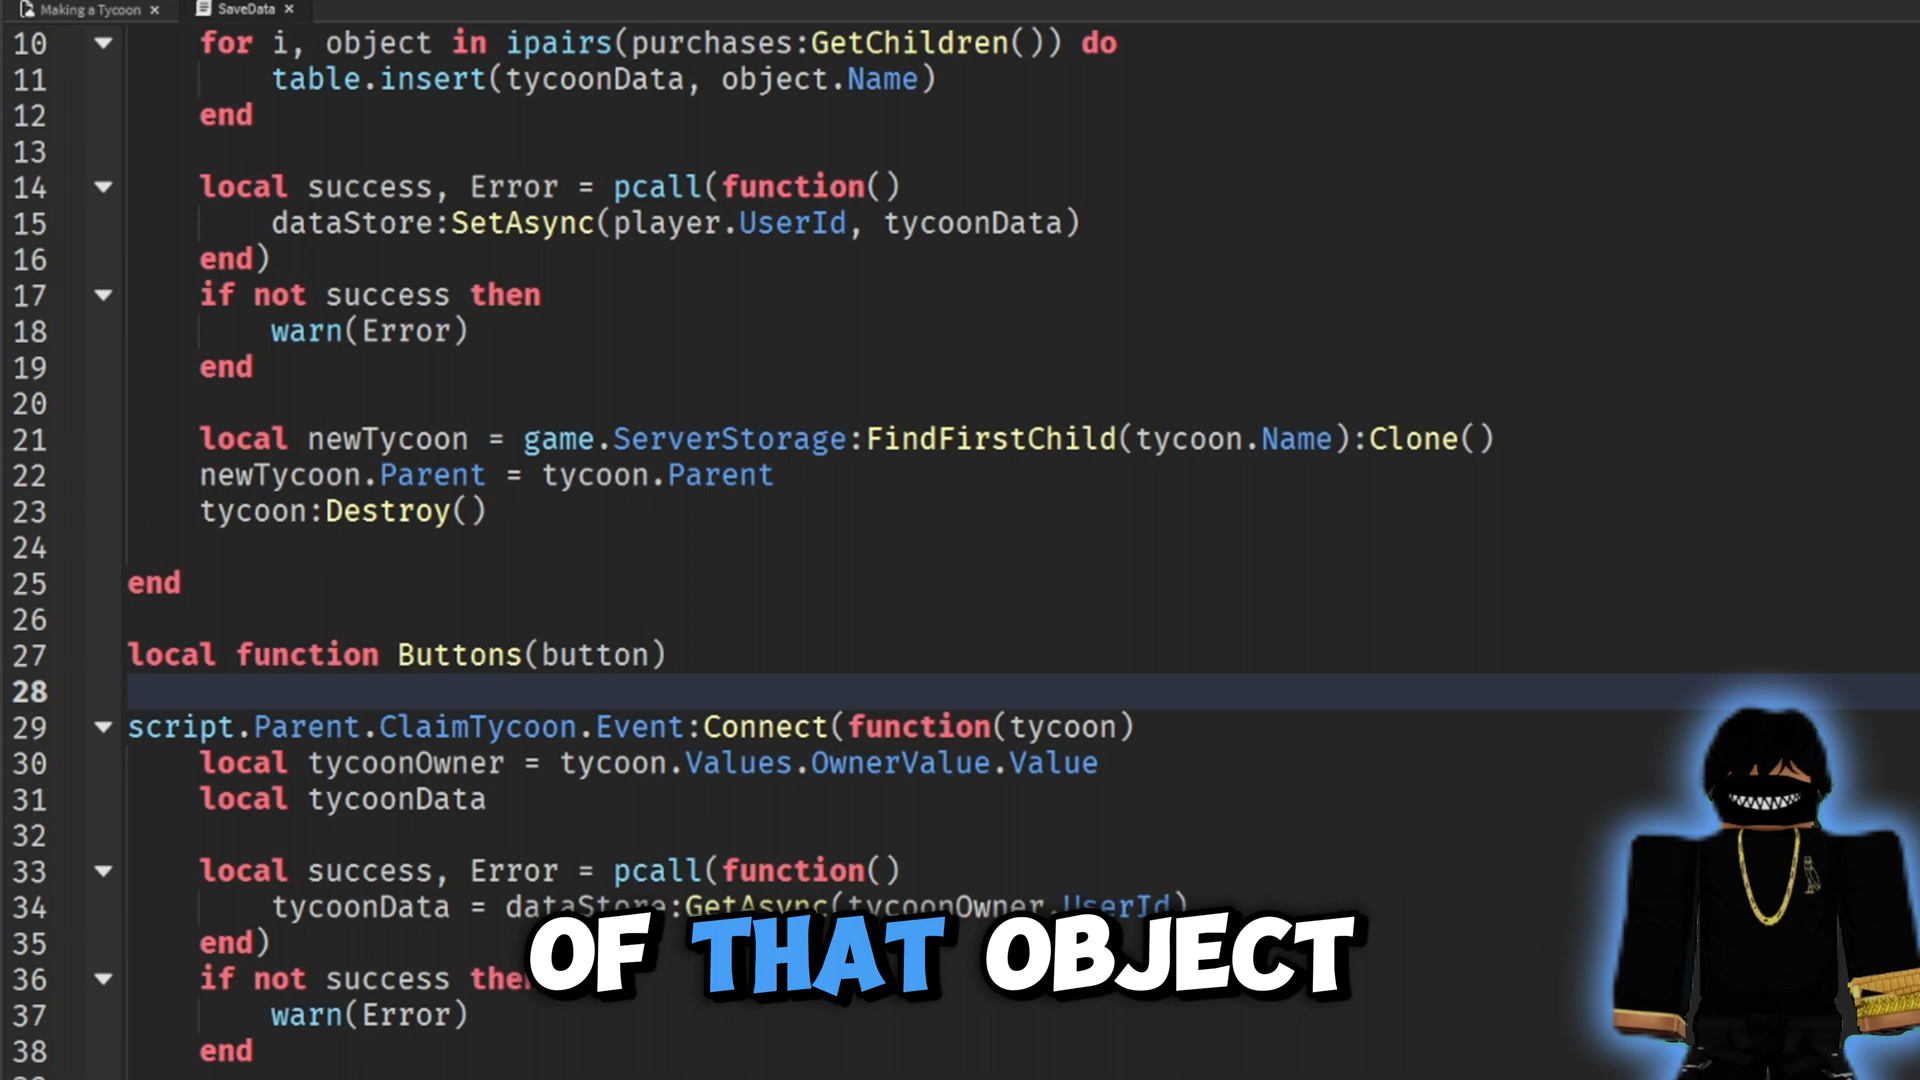 Making a Tycoon × SaveData ×
10 for i, object in ipairs(purchases:GetChildren()) do
11 table.insert(tycoonData, object.Name)
12 end
13
14 local success, Error = pcall(function()
15 dataStore:SetAsync(player.UserId, tycoonData)
16 end)
17 if not success then
18 warn(Error)
19 end
20
21 local newTycoon = game.ServerStorage:FindFirstChild(tycoon.Name):Clone()
22 newTycoon.Parent = tycoon.Parent
23 tycoon:Destroy()
24
25 end
26
27 local function Buttons(button)
28
29 script.Parent.ClaimTycoon.Event:Connect(function(tycoon)
30 local tycoonOwner = tycoon.Values.OwnerValue.Value
31 local tycoonData
32
33 local success, Error = pcall(function()
34 tycoonData = dataStore:GetAsync(tycoonOwner.UserId)
35 end)
36 if not success then
37 warn(Error)
38 end
OF THAT OBJECT